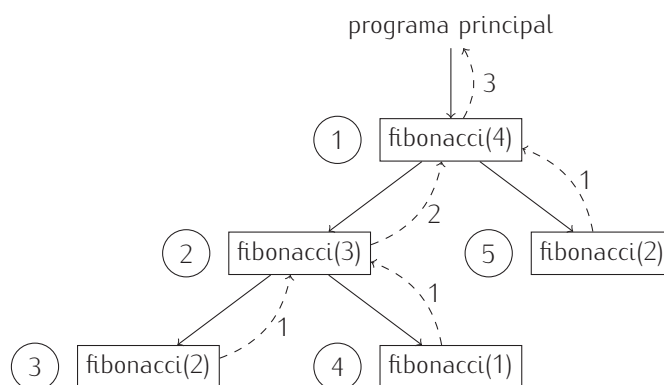 programa principal
3
1 fibonacci(4)
2 1
2 fibonacci(3) 5 fibonacci(2)
1 1
3 fibonacci(2) 4 fibonacci(1)